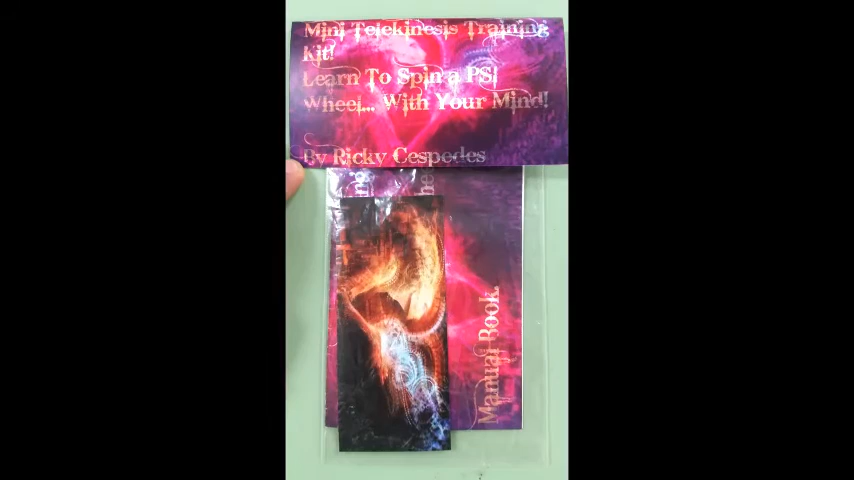 Mini Telekinesis Training
Kit!
Learn To Spin a PSI
Wheel... With Your Mind!
By Ricky Cespedes
Manual Book.